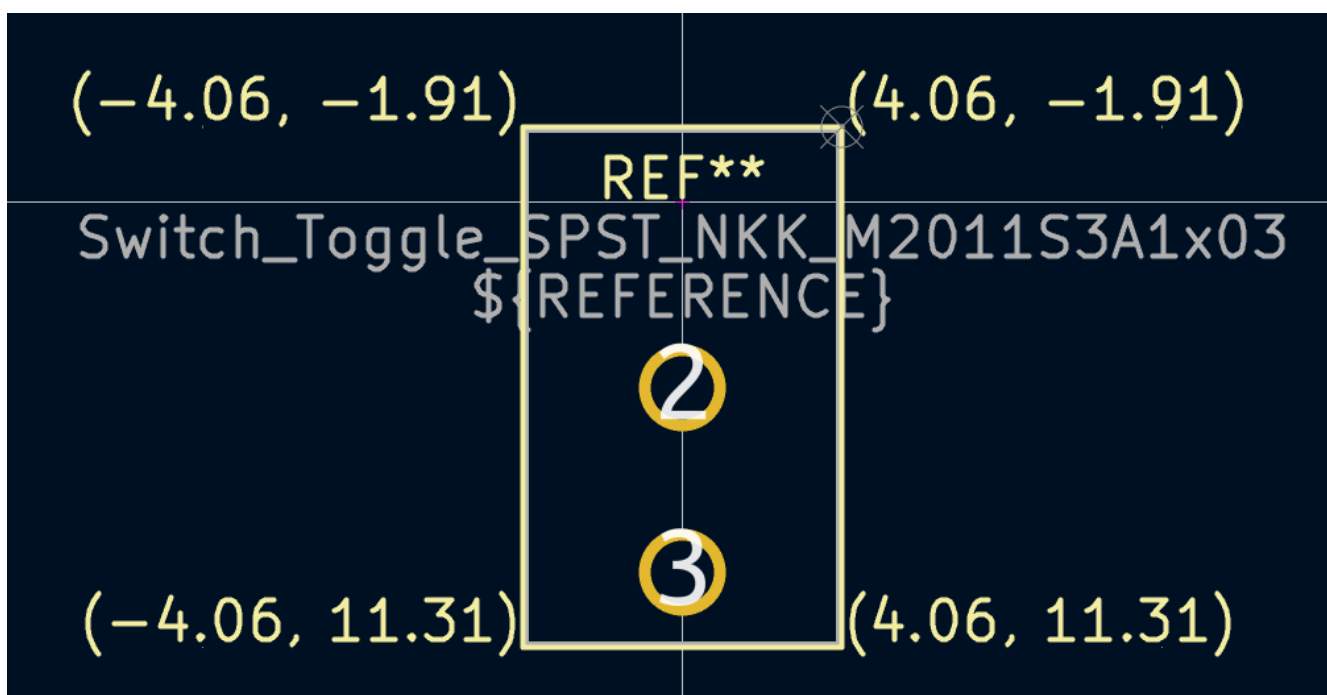 (-4.06, -1.91) (4.06, -1.91)
REF**
Switch_Toggle_SPST_NKK_M2011S3A1x03
${REFERENCE}
2
3
(-4.06, 11.31) (4.06, 11.31)